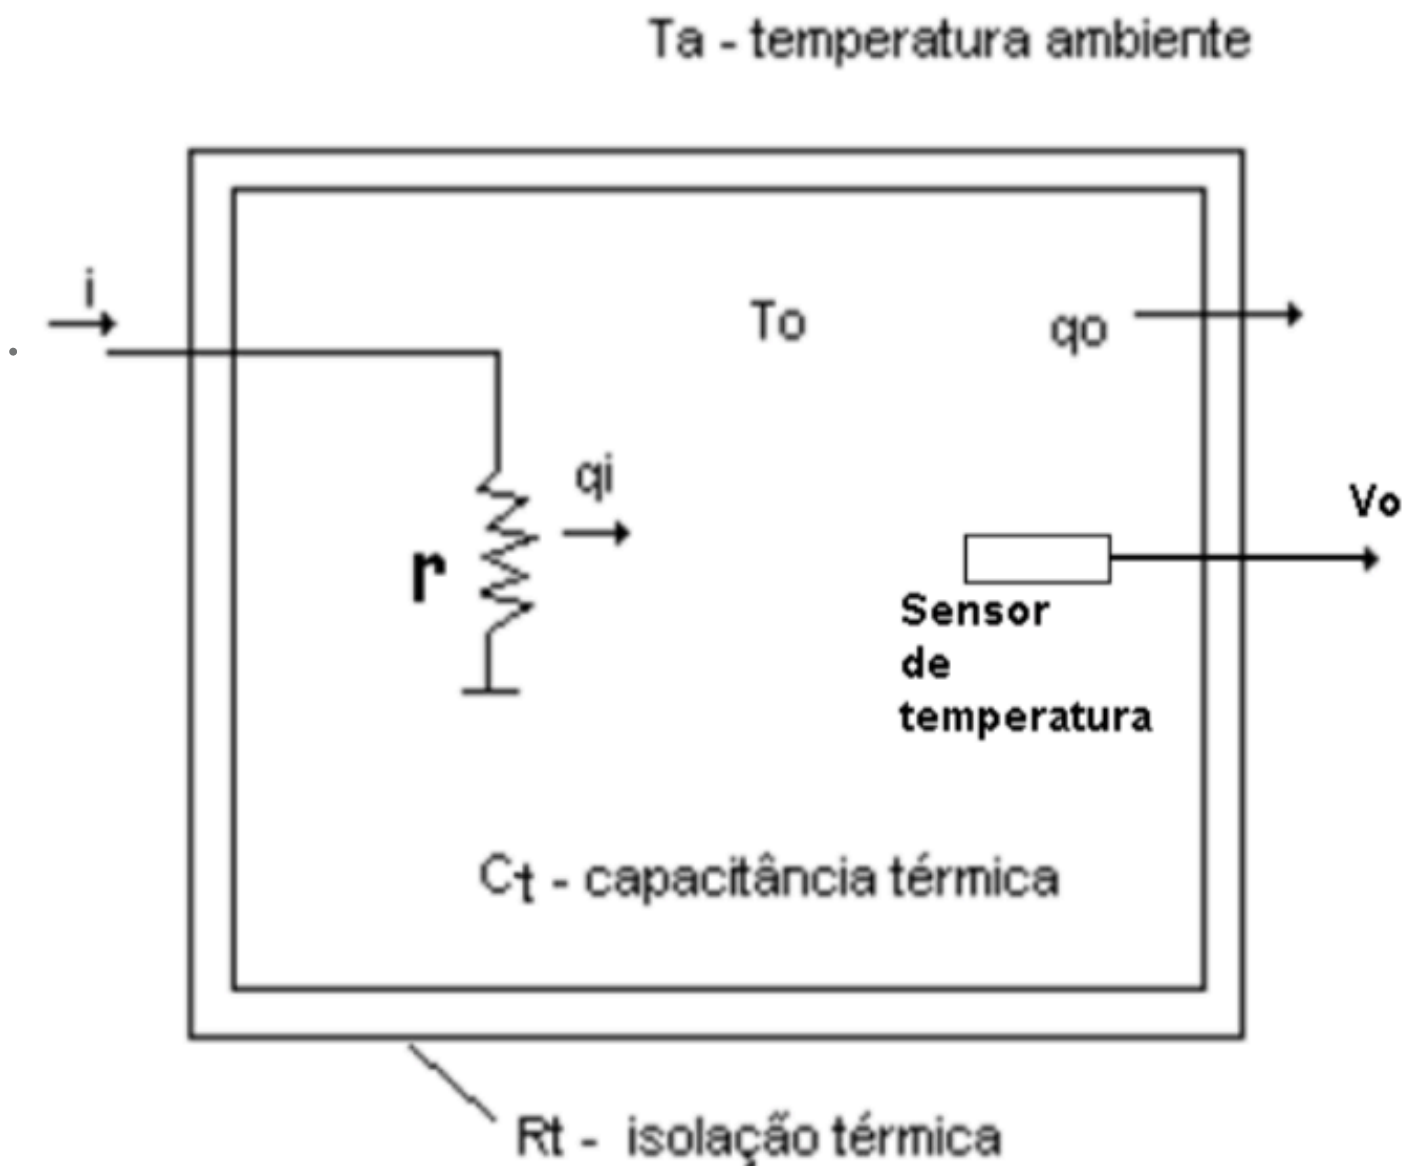 Ta - temperatura ambiente
i
To
qo
qi
r
Vo
Sensor
de
temperatura
Ct - capacitância térmica
Rt - isolação térmica